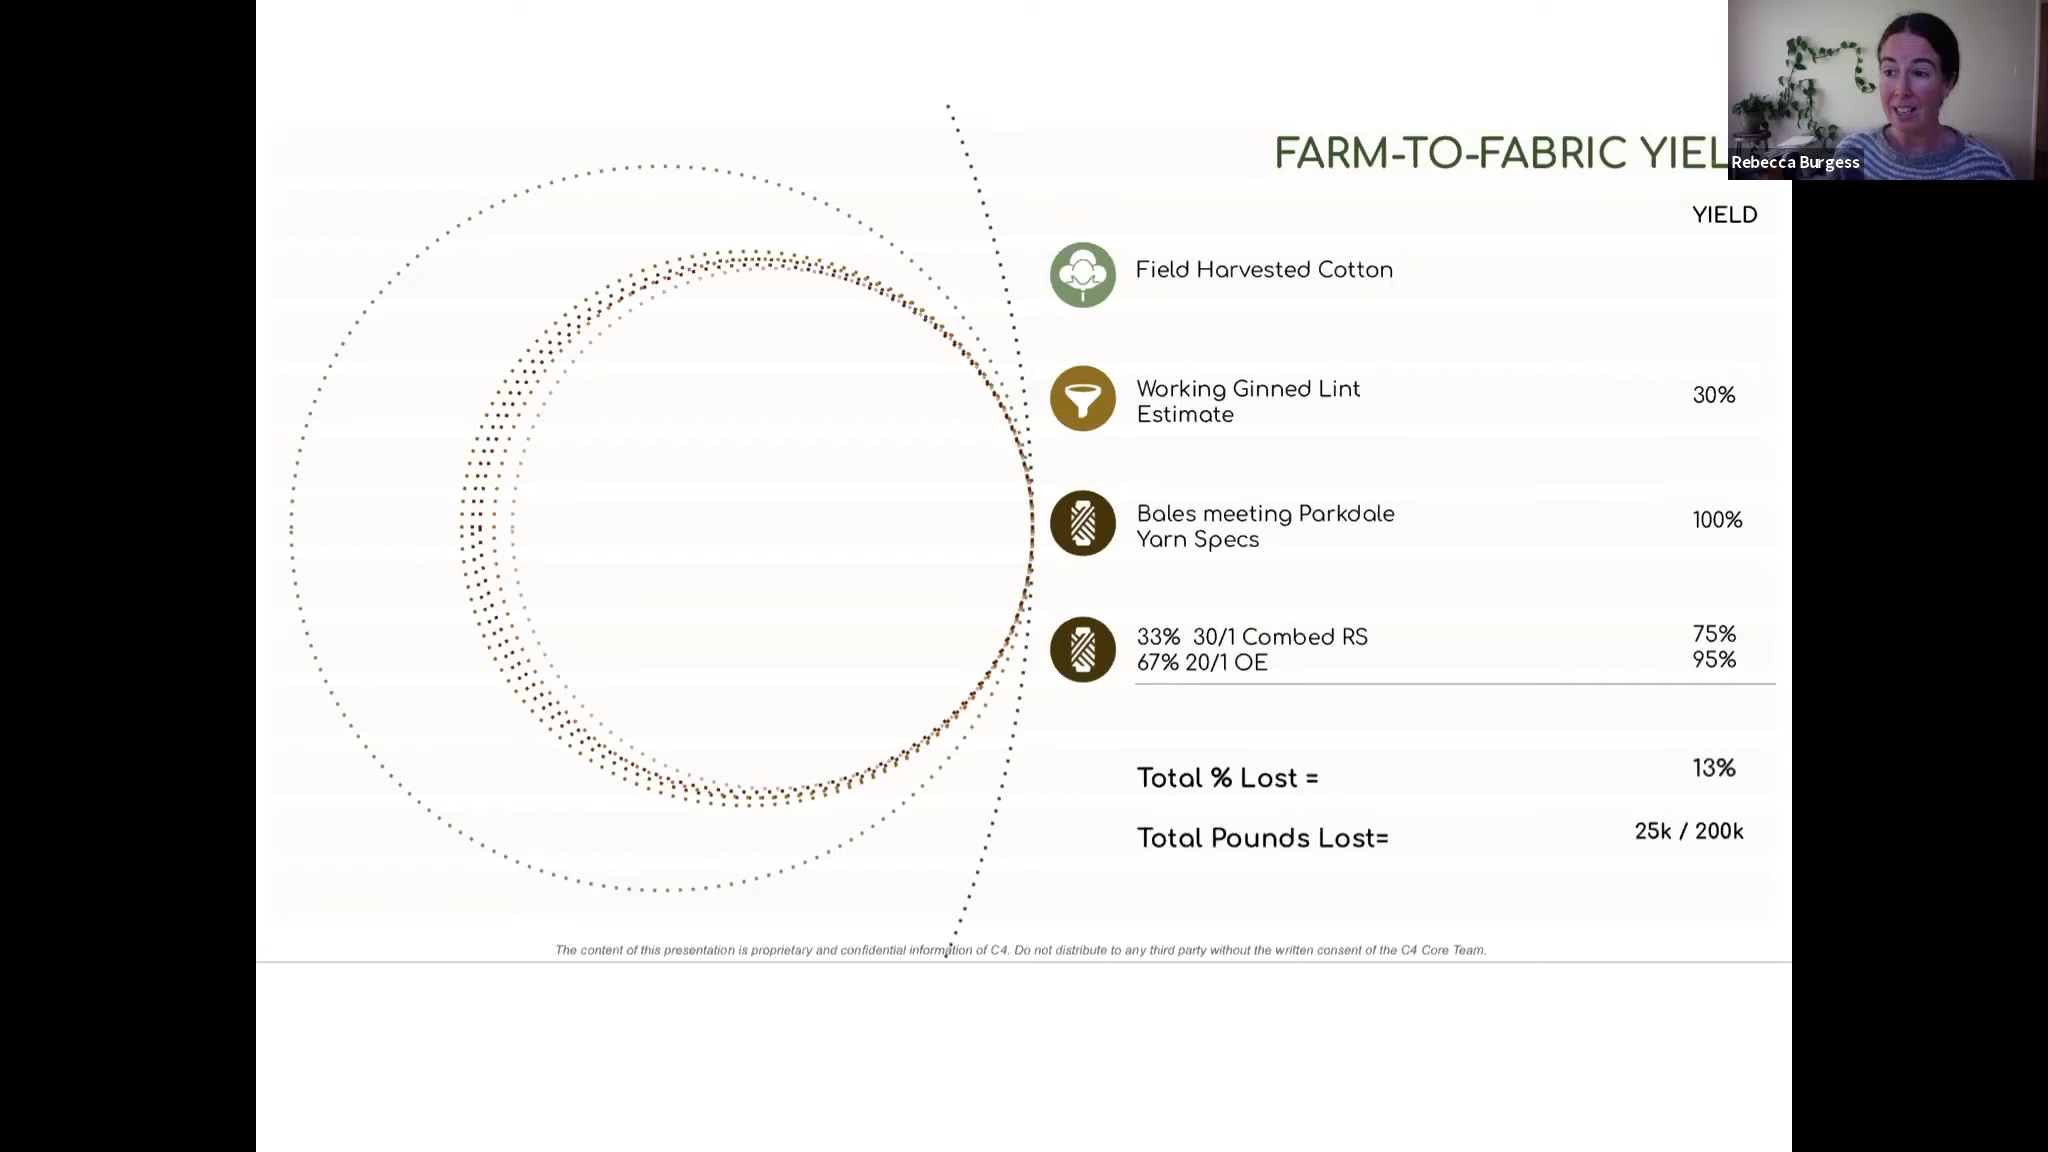 FARM-TO-FABRIC YIEL
Rebecca Burgess
YIELD
Field Harvested Cotton
Working Ginned Lint 30%
Estimate
Bales meeting Parkdale 100%
Yarn Specs
33% 30/1 Combed RS 75%
67% 20/1 OE 95%
Total % Lost = 13%
Total Pounds Lost= 25k / 200k
The content of this presentation is proprietary and confidential information of C4. Do not distribute to any third party without the written consent of the C4 Core Team.